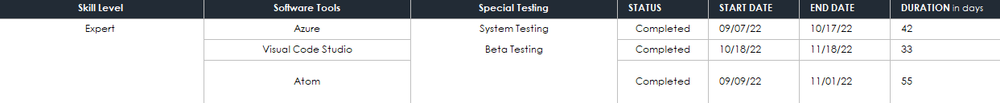 Skill Level Software Tools Special Testing STATUS START DATE END DATE DURATION in days
Expert Azure System Testing Completed 09/07/22 10/17/22 42
Visual Code Studio Beta Testing Completed 10/18/22 11/18/22 33
Atom Completed 09/09/22 11/01/22 55